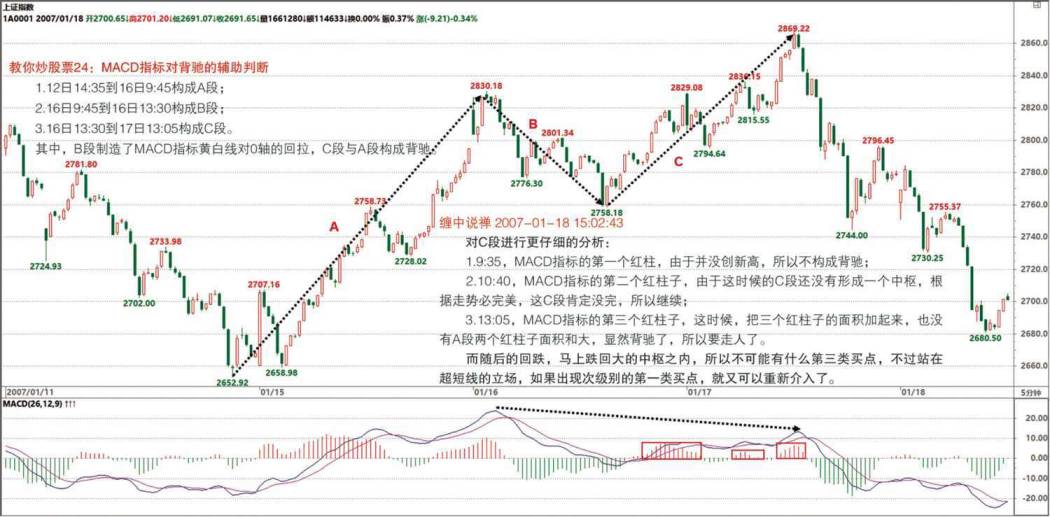 上证指数
1A0001 2007/01/18 开2700.65↓高2701.20↓低2691.07↓收2691.65↓量1661280↓额114633↓换0.00% 振0.37% 涨(-9.21)-0.34%
2869.22
2860.0
教你炒股票24：MACD指标对背驰的辅助判断
1.12日14:35到16日9:45构成A段；
2.16日9:45到16日13:30构成B段；
3.16日13:30到17日13:05构成C段。
其中，B段制造了MACD指标黄白线对0轴的回拉，C段与A段构成背驰
2830.18
2829.08
2836.15
2840.0
2815.55
2820.0
B
2801.34
2794.64
2796.45
2800.0
2781.80
2776.30
C
2780.0
2758.73
2758.18
2755.37
2760.0
A
缠中说禅 2007-01-18 15:02:43
2733.98
2728.02
2724.93
2744.00
2740.0
2730.25
对C段进行更仔细的分析：
1.9:35，MACD指标的第一个红柱，由于并没创新高，所以不构成背驰；
2.10:40，MACD指标的第二个红柱子，由于这时候的C段还没有形成一个中枢，根
据走势必完美，这C段肯定没完，所以继续；
3.13:05，MACD指标的第三个红柱子，这时候，把三个红柱子的面积加起来，也没
有A段两个红柱子面积和大，显然背驰了，所以要走人了。
而随后的回跌，马上跌回大的中枢之内，所以不可能有什么第三类买点，不过站在
超短线的立场，如果出现次级别的第一类买点，就又可以重新介入了。
2720.0
2702.00
2707.16
2700.0
2680.50
2680.0
2658.98
2652.92
2660.0
2007/01/11
01/15
01/16
01/17
01/18
5分钟
MACD(26,12,9) ↑↑↑
20.00
10.00
0.00
-10.00
-20.00